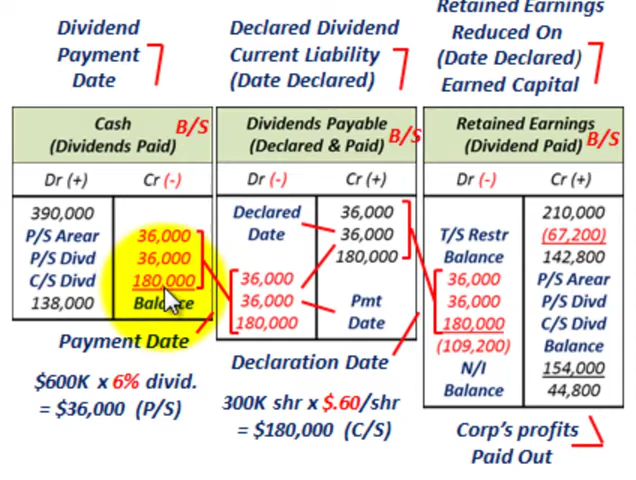 Dividend
Payment
Date
Declared Dividend
Current Liability
(Date Declared)
Retained Earnings
Reduced On
(Date Declared)
Earned Capital
Cash B/S
(Dividends Paid)
Dr (+) Cr (-)
390,000
P/S Arear 36,000
P/S Divd 36,000
C/S Divd 180,000
138,000 Balance
Dividends Payable
(Declared & Paid) B/S
Dr (-) Cr (+)
Declared 36,000
Date 36,000
180,000
36,000
36,000 Pmt
180,000 Date
Retained Earnings
(Dividend Paid) B/S
Dr (-) Cr (+)
210,000
T/S Restr (67,200)
Balance 142,800
36,000 P/S Arear
36,000 P/S Divd
180,000 C/S Divd
(109,200) Balance
N/I 154,000
Balance 44,800
Payment Date
$600K x 6% divid.
= $36,000 (P/S)
Declaration Date
300K shr x $.60/shr
= $180,000 (C/S)
Corp's profits
Paid Out